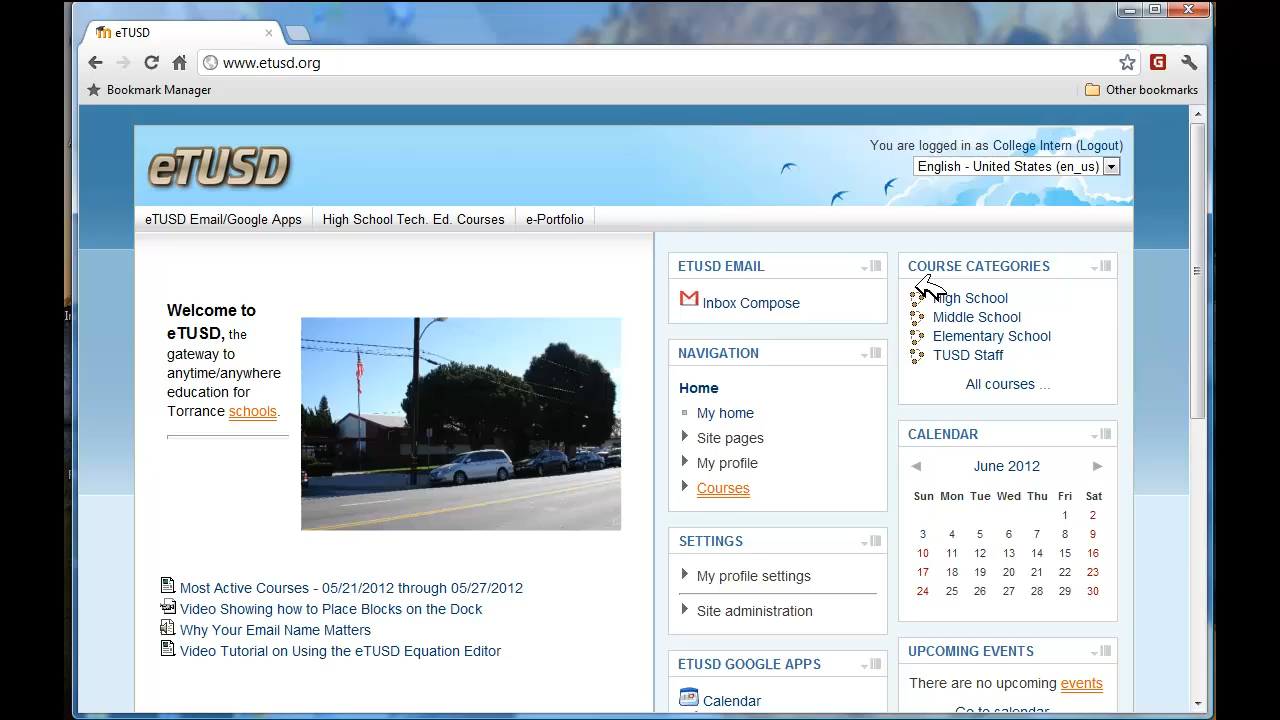 eTUSD
www.etusd.org
Bookmark Manager
Other bookmarks
eTUSD
You are logged in as College Intern (Logout)
English - United States (en_us)
eTUSD Email/Google Apps
High School Tech. Ed. Courses
e-Portfolio
Welcome to
eTUSD, the
gateway to
anytime/anywhere
education for
Torrance schools.
Most Active Courses - 05/21/2012 through 05/27/2012
Video Showing how to Place Blocks on the Dock
Why Your Email Name Matters
Video Tutorial on Using the eTUSD Equation Editor
ETUSD EMAIL
Inbox Compose
NAVIGATION
Home
My home
Site pages
My profile
Courses
SETTINGS
My profile settings
Site administration
ETUSD GOOGLE APPS
Calendar
COURSE CATEGORIES
High School
Middle School
Elementary School
TUSD Staff
All courses ...
CALENDAR
June 2012
Sun Mon Tue Wed Thu Fri Sat
1 2
3 4 5 6 7 8 9
10 11 12 13 14 15 16
17 18 19 20 21 22 23
24 25 26 27 28 29 30
UPCOMING EVENTS
There are no upcoming events
Go to calendar